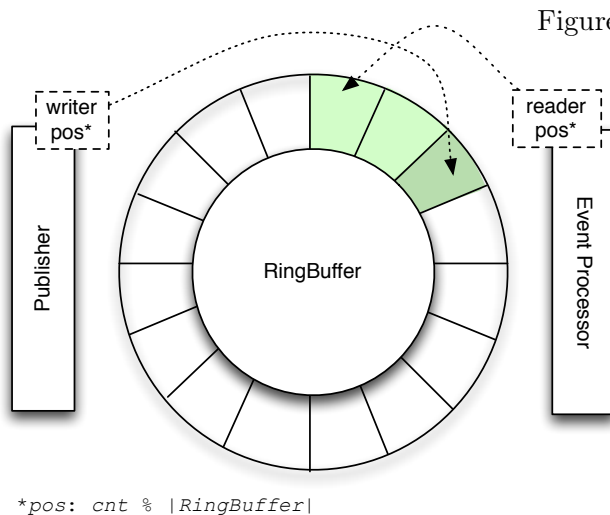 Figure
writer
pos*
reader
pos*
Publisher
RingBuffer
Event Processor
*pos: cnt % |RingBuffer|